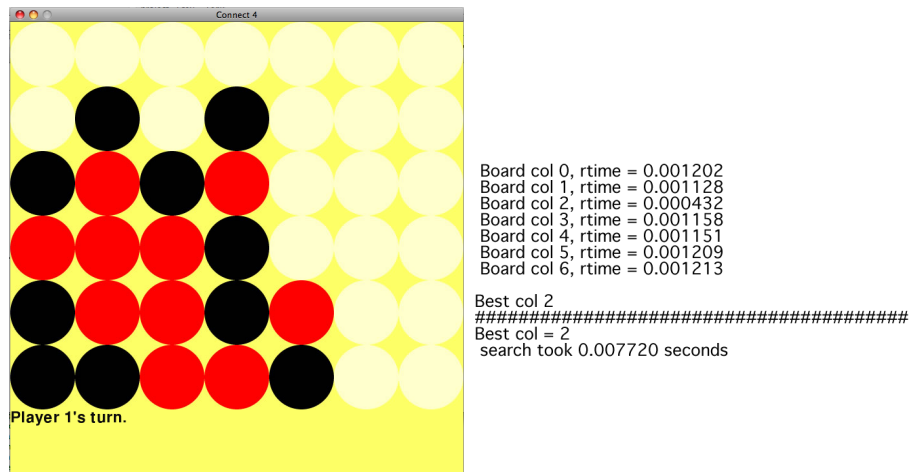 Connect 4
Board col 0, rtime = 0.001202
Board col 1, rtime = 0.001128
Board col 2, rtime = 0.000432
Board col 3, rtime = 0.001158
Board col 4, rtime = 0.001151
Board col 5, rtime = 0.001209
Board col 6, rtime = 0.001213
Best col 2
########################################
Best col = 2
search took 0.007720 seconds
Player 1's turn.